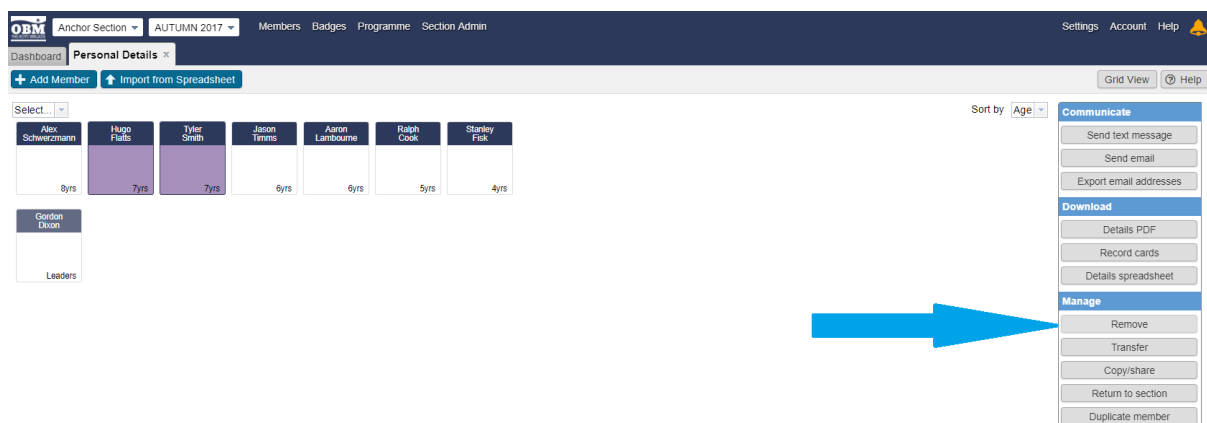 OBM Anchor Section AUTUMN 2017 Members Badges Programme Section Admin Settings Account Help
THE BOYS' BRIGADE
Dashboard Personal Details ×
+ Add Member Import from Spreadsheet Grid View ? Help
Select... Sort by Age
Alex
Schwerzmann
8yrs
Hugo
Flatts
7yrs
Tyler
Smith
7yrs
Jason
Timms
6yrs
Aaron
Lambourne
6yrs
Ralph
Cook
5yrs
Stanley
Fisk
4yrs
Gordon
Dixon
Leaders
Communicate
Send text message
Send email
Export email addresses
Download
Details PDF
Record cards
Details spreadsheet
Manage
Remove
Transfer
Copy/share
Return to section
Duplicate member